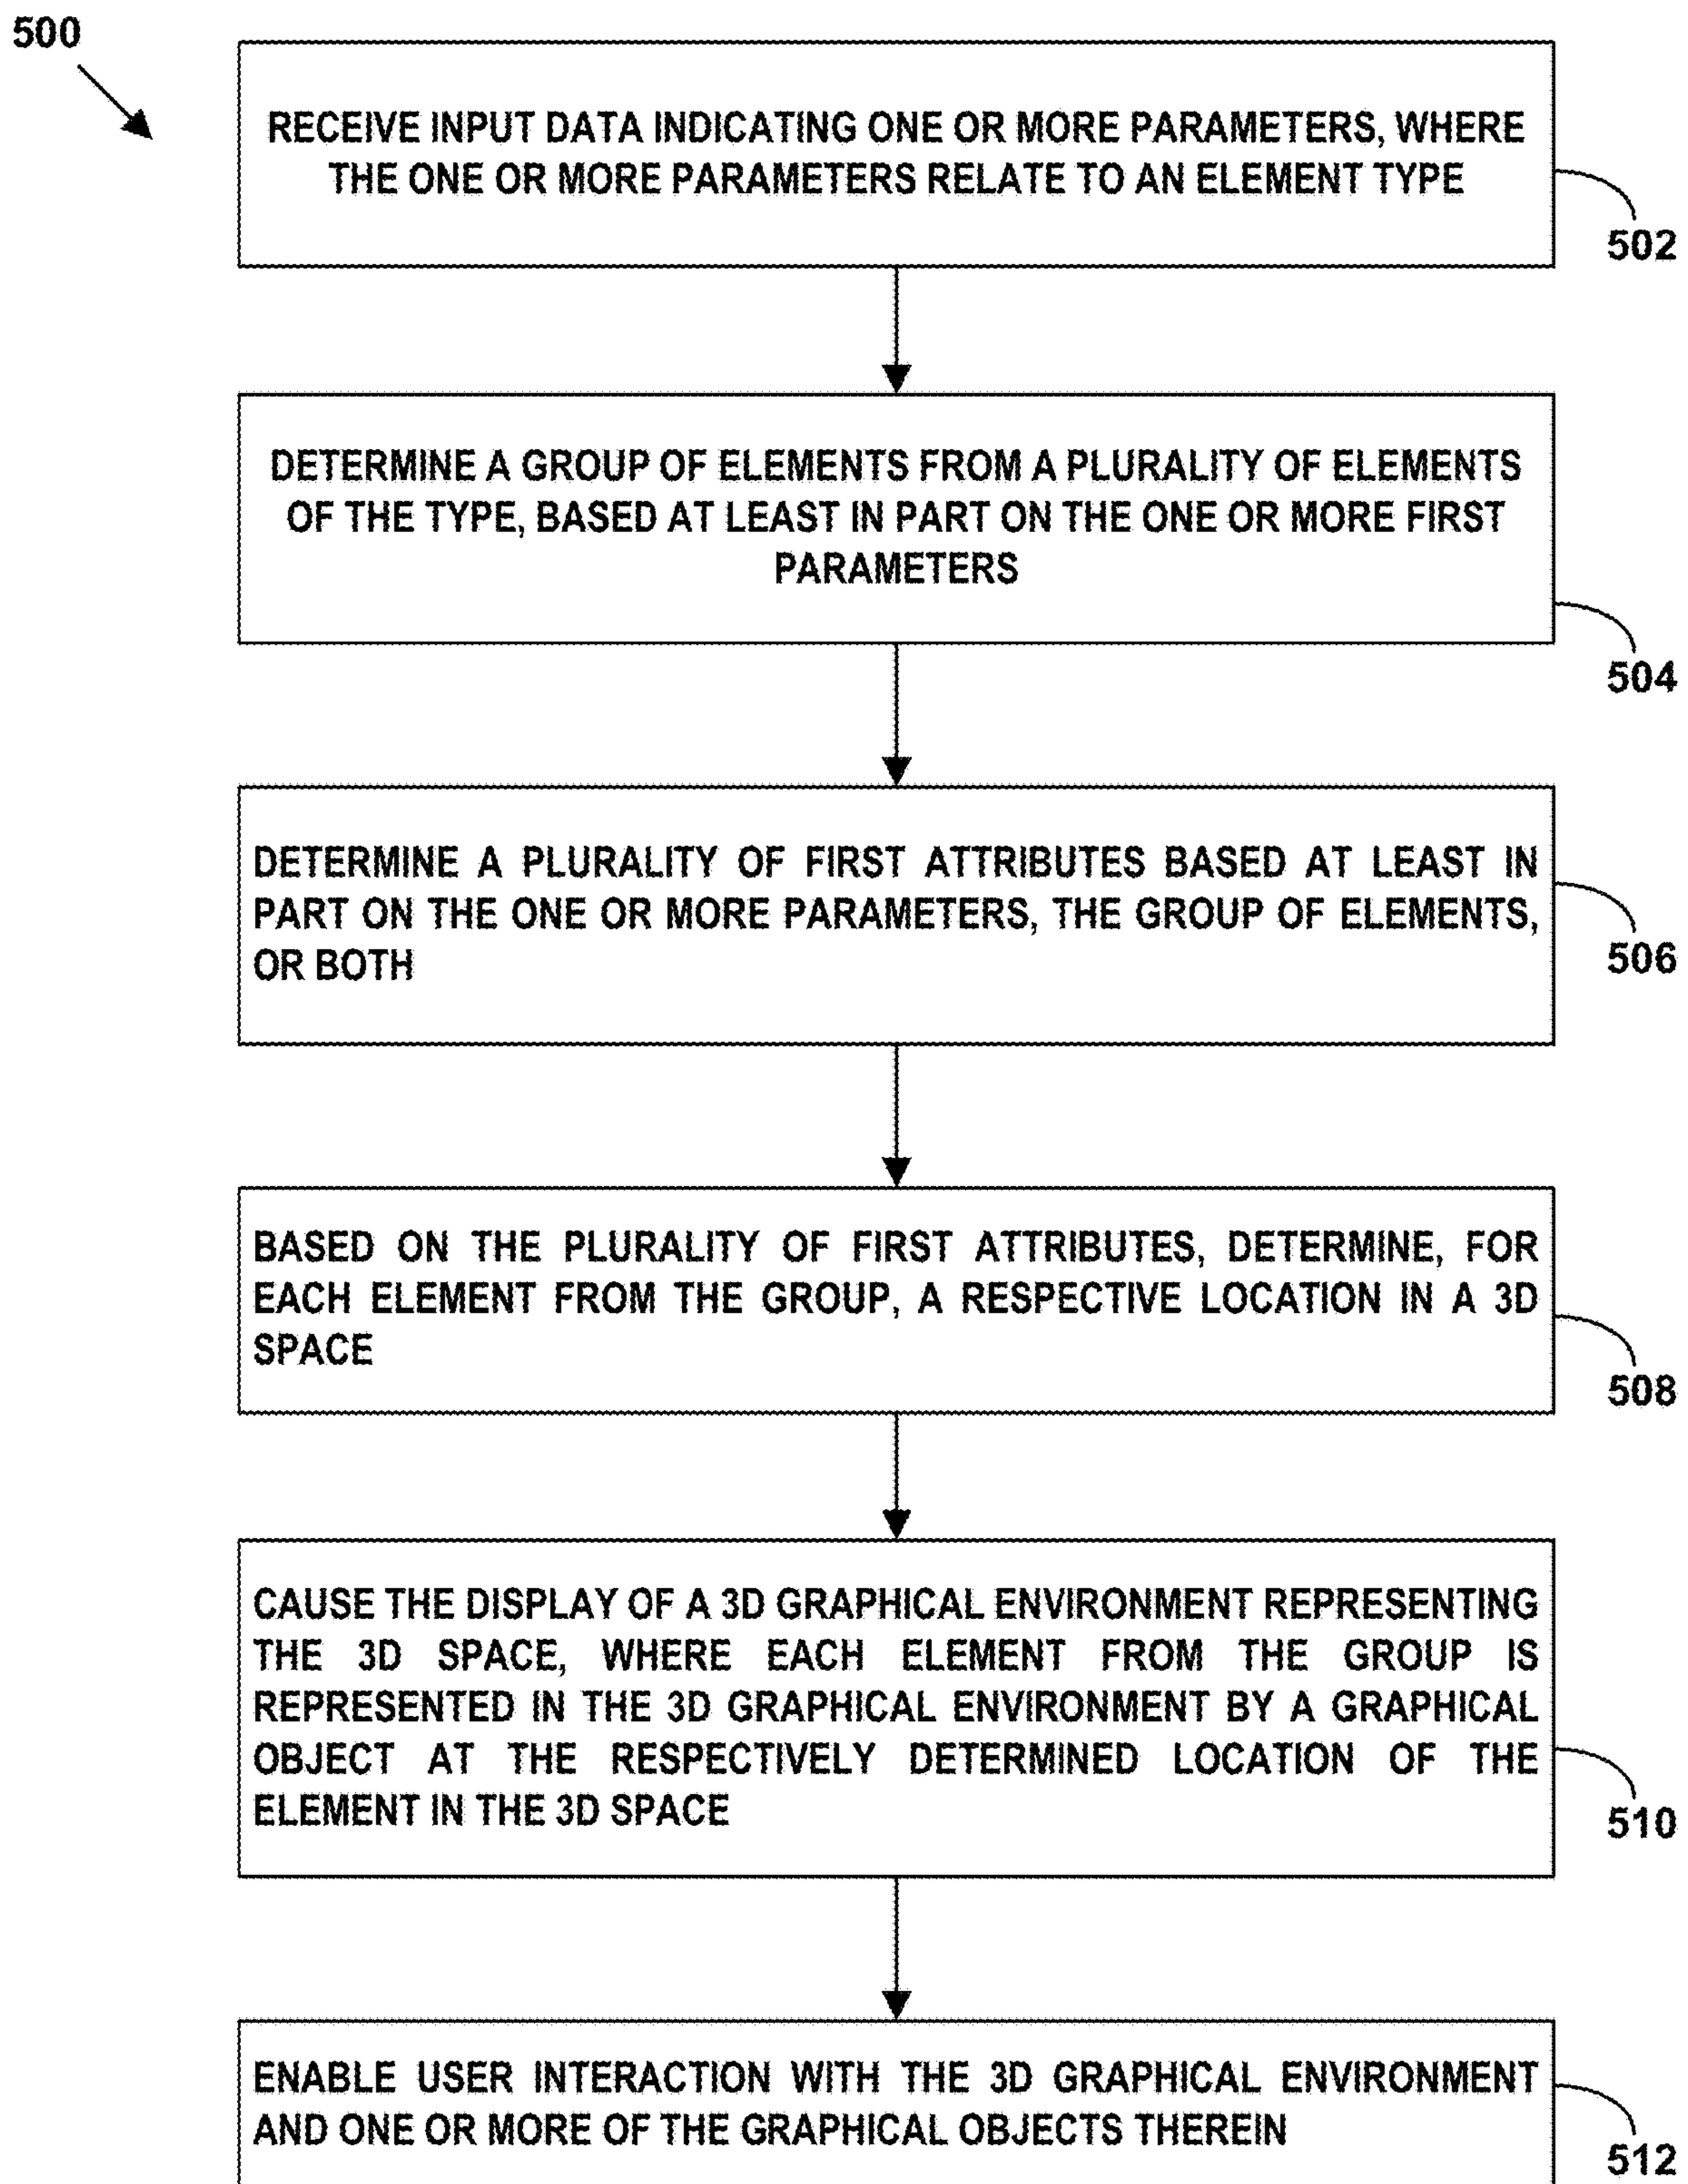 500
RECEIVE INPUT DATA INDICATING ONE OR MORE PARAMETERS, WHERE
THE ONE OR MORE PARAMETERS RELATE TO AN ELEMENT TYPE
502
DETERMINE A GROUP OF ELEMENTS FROM A PLURALITY OF ELEMENTS
OF THE TYPE, BASED AT LEAST IN PART ON THE ONE OR MORE FIRST
PARAMETERS
504
DETERMINE A PLURALITY OF FIRST ATTRIBUTES BASED AT LEAST IN
PART ON THE ONE OR MORE PARAMETERS, THE GROUP OF ELEMENTS,
OR BOTH
506
BASED ON THE PLURALITY OF FIRST ATTRIBUTES, DETERMINE, FOR
EACH ELEMENT FROM THE GROUP, A RESPECTIVE LOCATION IN A 3D
SPACE
508
CAUSE THE DISPLAY OF A 3D GRAPHICAL ENVIRONMENT REPRESENTING
THE 3D SPACE, WHERE EACH ELEMENT FROM THE GROUP IS
REPRESENTED IN THE 3D GRAPHICAL ENVIRONMENT BY A GRAPHICAL
OBJECT AT THE RESPECTIVELY DETERMINED LOCATION OF THE
ELEMENT IN THE 3D SPACE
510
ENABLE USER INTERACTION WITH THE 3D GRAPHICAL ENVIRONMENT
AND ONE OR MORE OF THE GRAPHICAL OBJECTS THEREIN
512